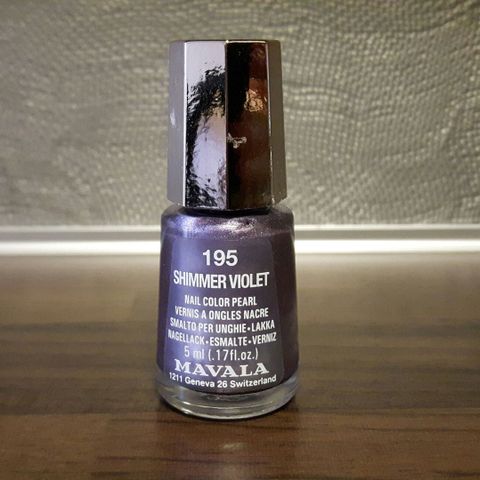 195
SHIMMER VIOLET
NAIL COLOR PEARL
VERNIS A ONGLES NACRE
SMALTO PER UNGHIE•LAKKA
NAGELLACK•ESMALTE•VERNIZ
5 ml (.17fl.oz.)
MAVALA
1211 Geneva 26 Switzerland